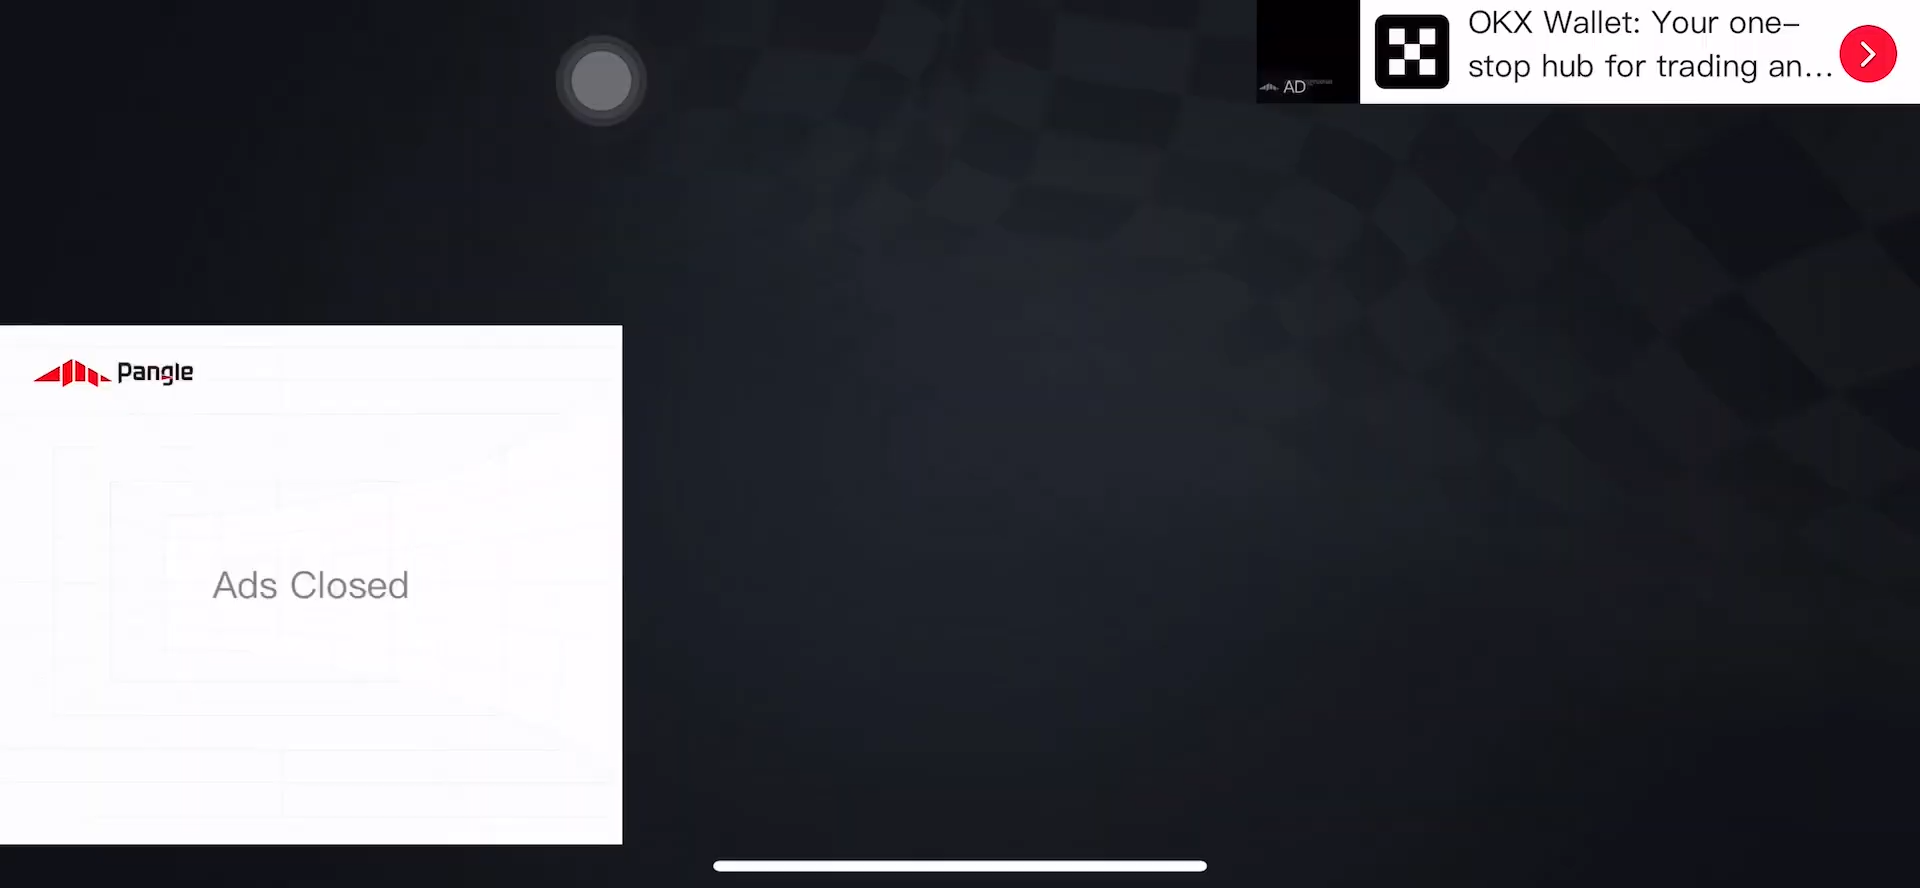 OKX Wallet: Your one-
stop hub for trading an...
AD
Pangle
Ads Closed